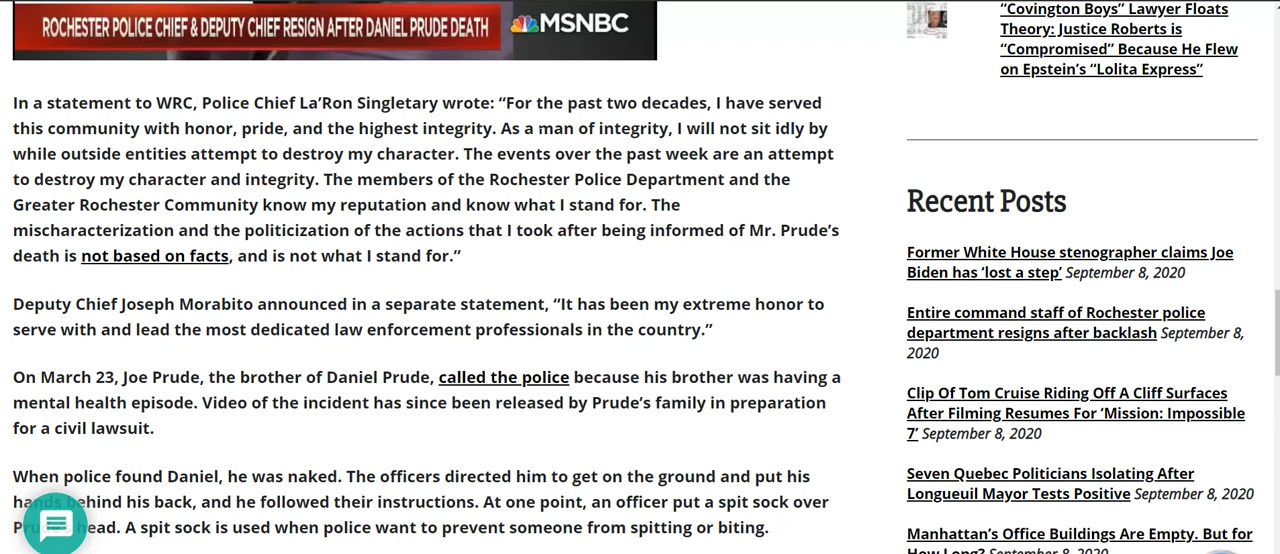 ROCHESTER POLICE CHIEF & DEPUTY CHIEF RESIGN AFTER DANIEL PRUDE DEATH
MSNBC
In a statement to WRC, Police Chief La’Ron Singletary wrote: “For the past two decades, I have served
this community with honor, pride, and the highest integrity. As a man of integrity, I will not sit idly by
while outside entities attempt to destroy my character. The events over the past week are an attempt
to destroy my character and integrity. The members of the Rochester Police Department and the
Greater Rochester Community know my reputation and know what I stand for. The
mischaracterization and the politicization of the actions that I took after being informed of Mr. Prude’s
death is not based on facts, and is not what I stand for.”
Deputy Chief Joseph Morabito announced in a separate statement, “It has been my extreme honor to
serve with and lead the most dedicated law enforcement professionals in the country.”
On March 23, Joe Prude, the brother of Daniel Prude, called the police because his brother was having a
mental health episode. Video of the incident has since been released by Prude’s family in preparation
for a civil lawsuit.
When police found Daniel, he was naked. The officers directed him to get on the ground and put his
hands behind his back, and he followed their instructions. At one point, an officer put a spit sock over
head. A spit sock is used when police want to prevent someone from spitting or biting.
“Covington Boys” Lawyer Floats
Theory: Justice Roberts is
“Compromised” Because He Flew
on Epstein’s “Lolita Express”
Recent Posts
Former White House stenographer claims Joe
Biden has ‘lost a step’ September 8, 2020
Entire command staff of Rochester police
department resigns after backlash September 8,
2020
Clip Of Tom Cruise Riding Off A Cliff Surfaces
After Filming Resumes For ‘Mission: Impossible
7’ September 8, 2020
Seven Quebec Politicians Isolating After
Longueuil Mayor Tests Positive September 8, 2020
Manhattan’s Office Buildings Are Empty. But for
How Long? September 8, 2020